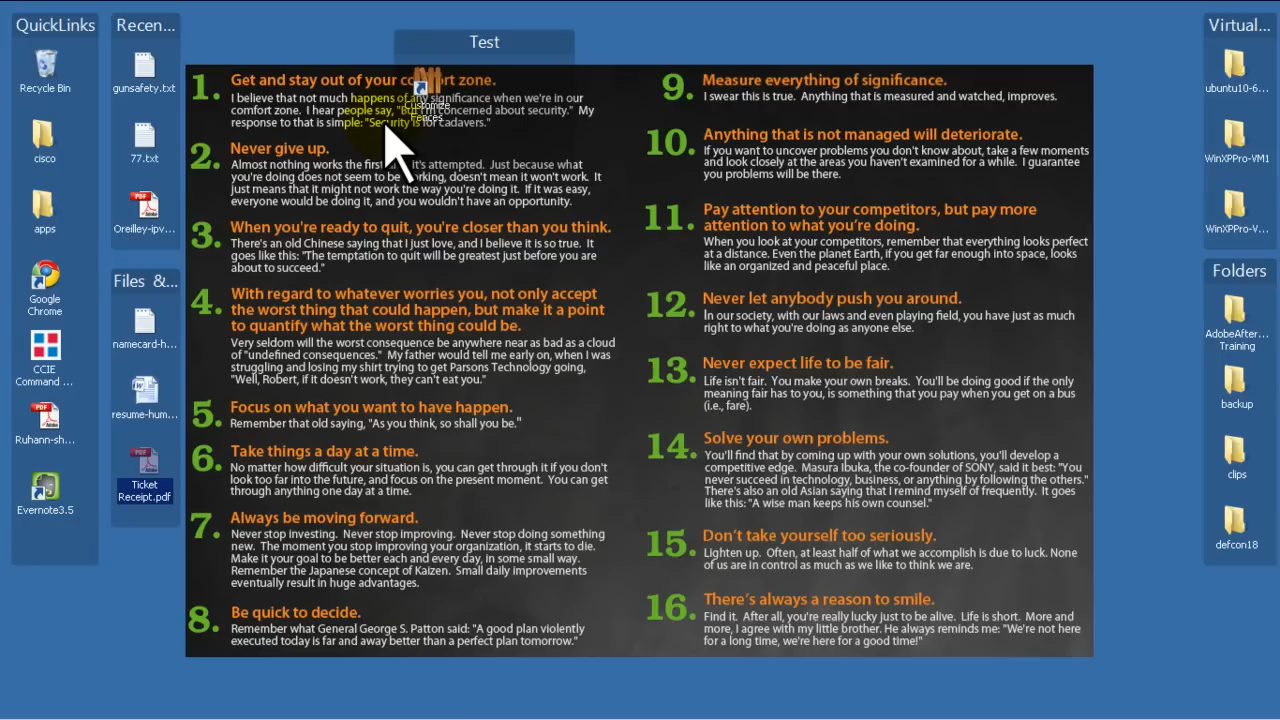 QuickLinks
Recycle Bin
cisco
apps
Google
Chrome
CCIE
Command ...
Ruhann-sh...
Evernote3.5
Recen...
gunsafety.txt
77.txt
Oreilley-ipv...
Files &...
namecard-h...
resume-hum...
Ticket
Receipt.pdf
Test
Customize
Fences
1. Get and stay out of your comfort zone.
I believe that not much happens of any significance when we're in our
comfort zone. I hear people say, "But I'm concerned about security." My
response to that is simple: "Security is for cadavers."
2. Never give up.
Almost nothing works the first it's attempted. Just because what
you're doing does not seem to be working, doesn't mean it won't work. It
just means that it might not work the way you're doing it. If it was easy,
everyone would be doing it, and you wouldn't have an opportunity.
3. When you're ready to quit, you're closer than you think.
There's an old Chinese saying that I just love, and I believe it is so true. It
goes like this: "The temptation to quit will be greatest just before you are
about to succeed."
4. With regard to whatever worries you, not only accept
the worst thing that could happen, but make it a point
to quantify what the worst thing could be.
Very seldom will the worst consequence be anywhere near as bad as a cloud
of "undefined consequences." My father would tell me early on, when I was
struggling and losing my shirt trying to get Parsons Technology going,
"Well, Robert, if it doesn't work, they can't eat you."
5. Focus on what you want to have happen.
Remember that old saying, "As you think, so shall you be."
6. Take things a day at a time.
No matter how difficult your situation is, you can get through it if you don't
look too far into the future, and focus on the present moment. You can get
through anything one day at a time.
7. Always be moving forward.
Never stop investing. Never stop improving. Never stop doing something
new. The moment you stop improving your organization, it starts to die.
Make it your goal to be better each and every day, in some small way.
Remember the Japanese concept of Kaizen. Small daily improvements
eventually result in huge advantages.
8. Be quick to decide.
Remember what General George S. Patton said: "A good plan violently
executed today is far and away better than a perfect plan tomorrow."
9. Measure everything of significance.
I swear this is true. Anything that is measured and watched, improves.
10. Anything that is not managed will deteriorate.
If you want to uncover problems you don't know about, take a few moments
and look closely at the areas you haven't examined for a while. I guarantee
you problems will be there.
11. Pay attention to your competitors, but pay more
attention to what you're doing.
When you look at your competitors, remember that everything looks perfect
at a distance. Even the planet Earth, if you get far enough into space, looks
like an organized and peaceful place.
12. Never let anybody push you around.
In our society, with our laws and even playing field, you have just as much
right to what you're doing as anyone else.
13. Never expect life to be fair.
Life isn't fair. You make your own breaks. You'll be doing good if the only
meaning fair has to you, is something that you pay when you get on a bus
(i.e., fare).
14. Solve your own problems.
You'll find that by coming up with your own solutions, you'll develop a
competitive edge. Masura Ibuka, the co-founder of SONY, said it best: "You
never succeed in technology, business, or anything by following the others."
There's also an old Asian saying that I remind myself of frequently. It goes
like this: "A wise man keeps his own counsel."
15. Don't take yourself too seriously.
Lighten up. Often, at least half of what we accomplish is due to luck. None
of us are in control as much as we like to think we are.
16. There's always a reason to smile.
Find it. After all, you're really lucky just to be alive. Life is short. More and
more, I agree with my little brother. He always reminds me: "We're not here
for a long time, we're here for a good time!"
Virtual...
ubuntu10-6...
WinXPPro-VM1
WinXPPro-V...
Folders
AdobeAfter...
Training
backup
clips
defcon18